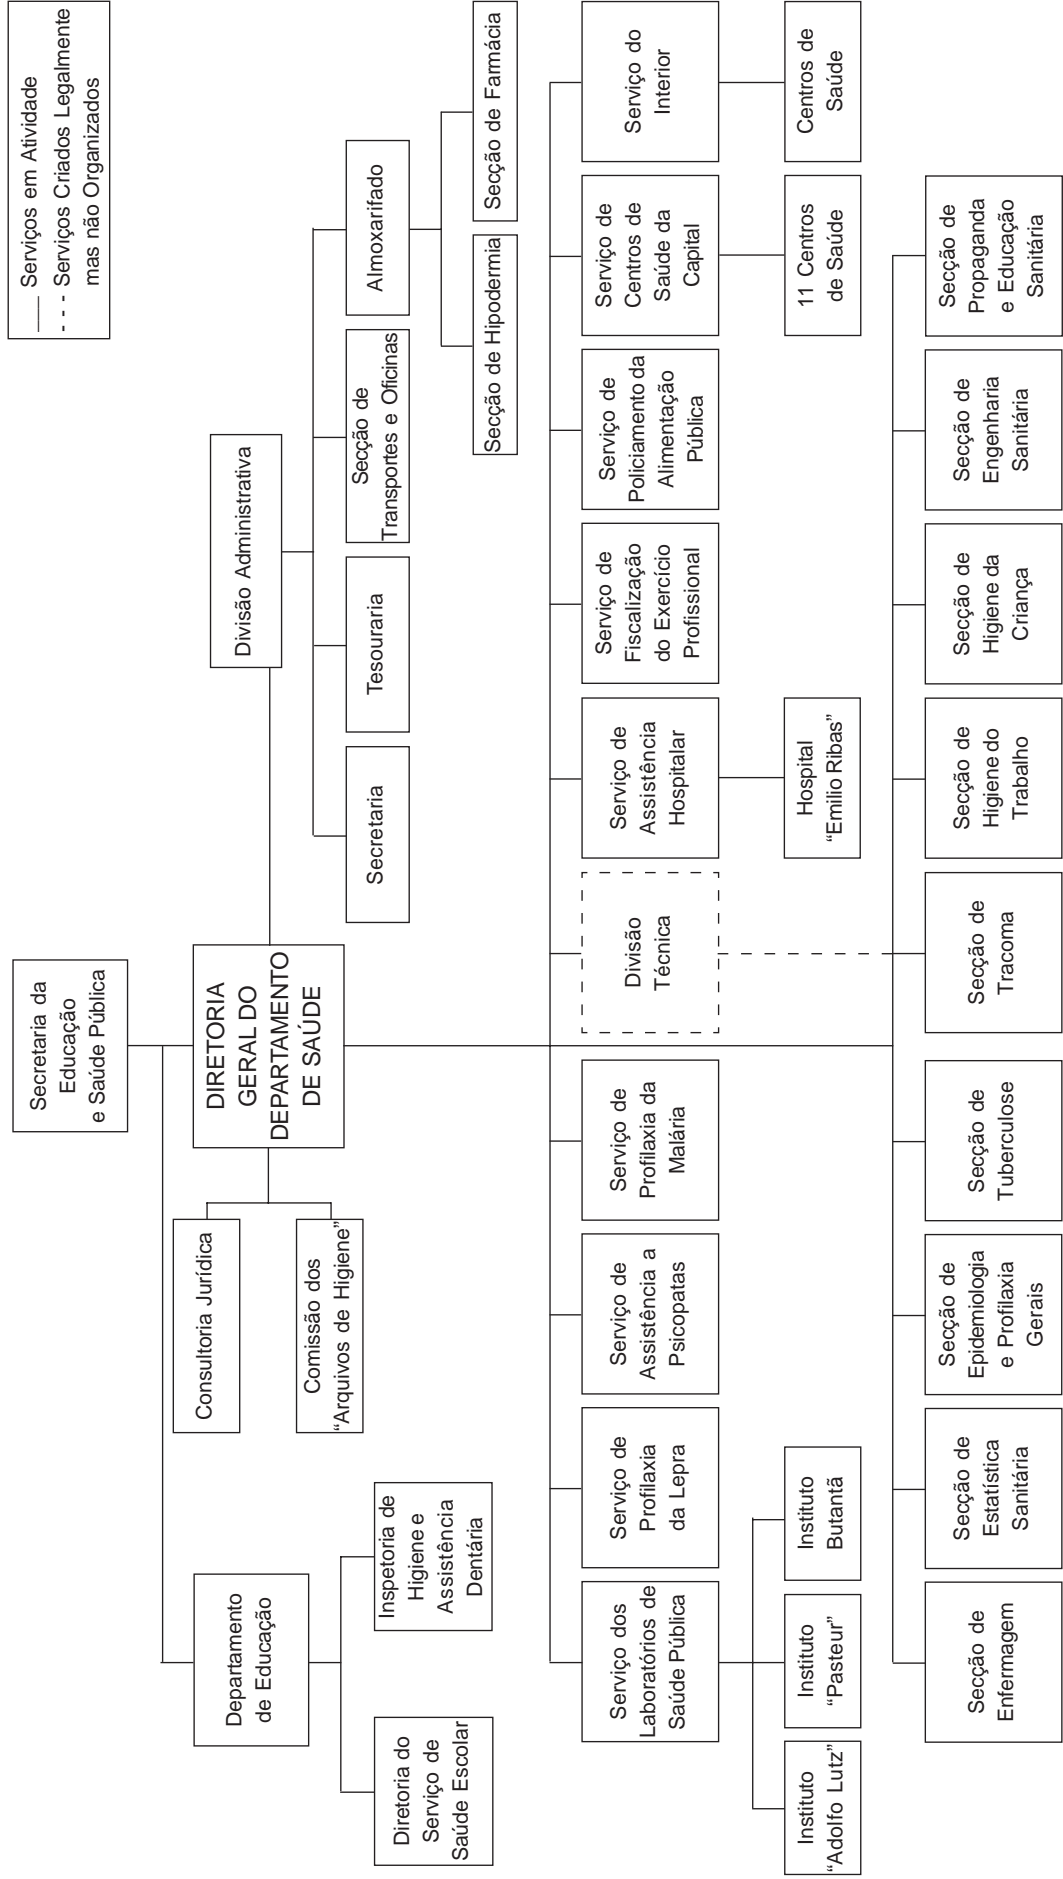 —— Serviços em Atividade
- - - Serviços Criados Legalmente
mas não Organizados
Secretaria da
Educação
e Saúde Pública
DIRETORIA
GERAL DO
DEPARTAMENTO
DE SAÚDE
Consultoria Jurídica
Comissão dos
“Arquivos de Higiene”
Departamento
de Educação
Diretoria do
Serviço de
Saúde Escolar
Inspetoria de
Higiene e
Assistência
Dentária
Divisão Administrativa
Secretaria
Tesouraria
Secção de
Transportes e Oficinas
Almoxarifado
Secção de Hipodermia
Secção de Farmácia
Serviço dos
Laboratórios de
Saúde Pública
Serviço de
Profilaxia
da Lepra
Serviço de
Assistência a
Psicopatas
Serviço de
Profilaxia da
Malária
Divisão
Técnica
Serviço de
Assistência
Hospitalar
Serviço de
Fiscalização
do Exercício
Profissional
Serviço de
Policiamento da
Alimentação
Pública
Serviço de
Centros de
Saúde da
Capital
Serviço do
Interior
Instituto
“Adolfo Lutz”
Instituto
“Pasteur”
Instituto
Butantã
Hospital
“Emilio Ribas”
11 Centros
de Saúde
Centros de
Saúde
Secção de
Enfermagem
Secção de
Estatística
Sanitária
Secção de
Epidemiologia
e Profilaxia
Gerais
Secção de
Tuberculose
Secção de
Tracoma
Secção de
Higiene do
Trabalho
Secção de
Higiene da
Criança
Secção de
Engenharia
Sanitária
Secção de
Propaganda
e Educação
Sanitária